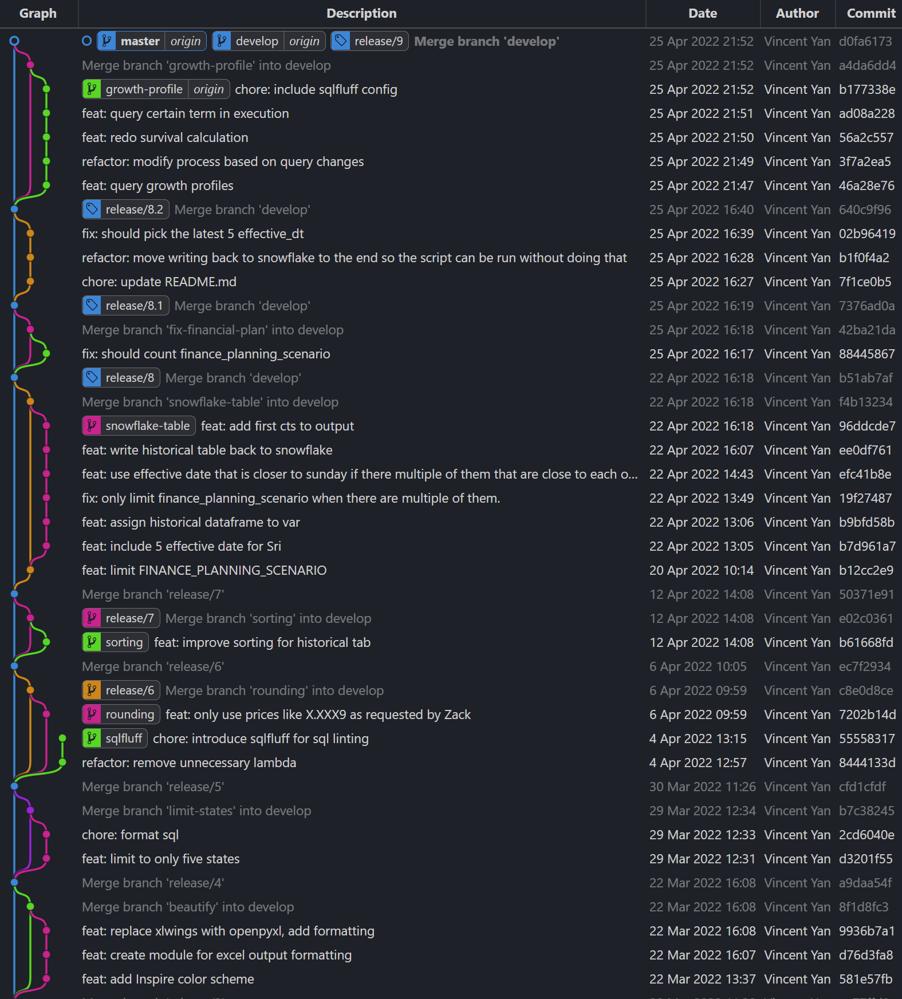 Graph Description Date Author Commit
master origin develop origin release/9 Merge branch 'develop' 25 Apr 2022 21:52 Vincent Yan d0fa6173
Merge branch 'growth-profile' into develop 25 Apr 2022 21:52 Vincent Yan a4da6dd4
growth-profile origin chore: include sqlfluff config 25 Apr 2022 21:52 Vincent Yan b177338e
feat: query certain term in execution 25 Apr 2022 21:51 Vincent Yan ad08a228
feat: redo survival calculation 25 Apr 2022 21:50 Vincent Yan 56a2c557
refactor: modify process based on query changes 25 Apr 2022 21:49 Vincent Yan 3f7a2ea5
feat: query growth profiles 25 Apr 2022 21:47 Vincent Yan 46a28e76
release/8.2 Merge branch 'develop' 25 Apr 2022 16:40 Vincent Yan 640c9f96
fix: should pick the latest 5 effective_dt 25 Apr 2022 16:39 Vincent Yan 02b96419
refactor: move writing back to snowflake to the end so the script can be run without doing that 25 Apr 2022 16:28 Vincent Yan b1f0f4a2
chore: update README.md 25 Apr 2022 16:27 Vincent Yan 7f1ce0b5
release/8.1 Merge branch 'develop' 25 Apr 2022 16:19 Vincent Yan 7376ad0a
Merge branch 'fix-financial-plan' into develop 25 Apr 2022 16:18 Vincent Yan 42ba21da
fix: should count finance_planning_scenario 25 Apr 2022 16:17 Vincent Yan 88445867
release/8 Merge branch 'develop' 22 Apr 2022 16:18 Vincent Yan b51ab7af
Merge branch 'snowflake-table' into develop 22 Apr 2022 16:18 Vincent Yan f4b13234
snowflake-table feat: add first cts to output 22 Apr 2022 16:18 Vincent Yan 96ddcde7
feat: write historical table back to snowflake 22 Apr 2022 16:07 Vincent Yan ee0df761
feat: use effective date that is closer to sunday if there multiple of them that are close to each o... 22 Apr 2022 14:43 Vincent Yan efc41b8e
fix: only limit finance_planning_scenario when there are multiple of them. 22 Apr 2022 13:49 Vincent Yan 19f27487
feat: assign historical dataframe to var 22 Apr 2022 13:06 Vincent Yan b9bfd58b
feat: include 5 effective date for Sri 22 Apr 2022 13:05 Vincent Yan b7d961a7
feat: limit FINANCE_PLANNING_SCENARIO 20 Apr 2022 10:14 Vincent Yan b12cc2e9
Merge branch 'release/7' 12 Apr 2022 14:08 Vincent Yan 50371e91
release/7 Merge branch 'sorting' into develop 12 Apr 2022 14:08 Vincent Yan e02c0361
sorting feat: improve sorting for historical tab 12 Apr 2022 14:08 Vincent Yan b61668fd
Merge branch 'release/6' 6 Apr 2022 10:05 Vincent Yan ec7f2934
release/6 Merge branch 'rounding' into develop 6 Apr 2022 09:59 Vincent Yan c8e0d8ce
rounding feat: only use prices like X.XXX9 as requested by Zack 6 Apr 2022 09:59 Vincent Yan 7202b14d
sqlfluff chore: introduce sqlfluff for sql linting 4 Apr 2022 13:15 Vincent Yan 55558317
refactor: remove unnecessary lambda 4 Apr 2022 12:57 Vincent Yan 8444133d
Merge branch 'release/5' 30 Mar 2022 11:26 Vincent Yan cfd1cfdf
Merge branch 'limit-states' into develop 29 Mar 2022 12:34 Vincent Yan b7c38245
chore: format sql 29 Mar 2022 12:33 Vincent Yan 2cd6040e
feat: limit to only five states 29 Mar 2022 12:31 Vincent Yan d3201f55
Merge branch 'release/4' 22 Mar 2022 16:08 Vincent Yan a9daa54f
Merge branch 'beautify' into develop 22 Mar 2022 16:08 Vincent Yan 8f1d8fc3
feat: replace xlwings with openpyxl, add formatting 22 Mar 2022 16:08 Vincent Yan 9936b7a1
feat: create module for excel output formatting 22 Mar 2022 16:07 Vincent Yan d76d3fa8
feat: add Inspire color scheme 22 Mar 2022 13:37 Vincent Yan 581e57fb